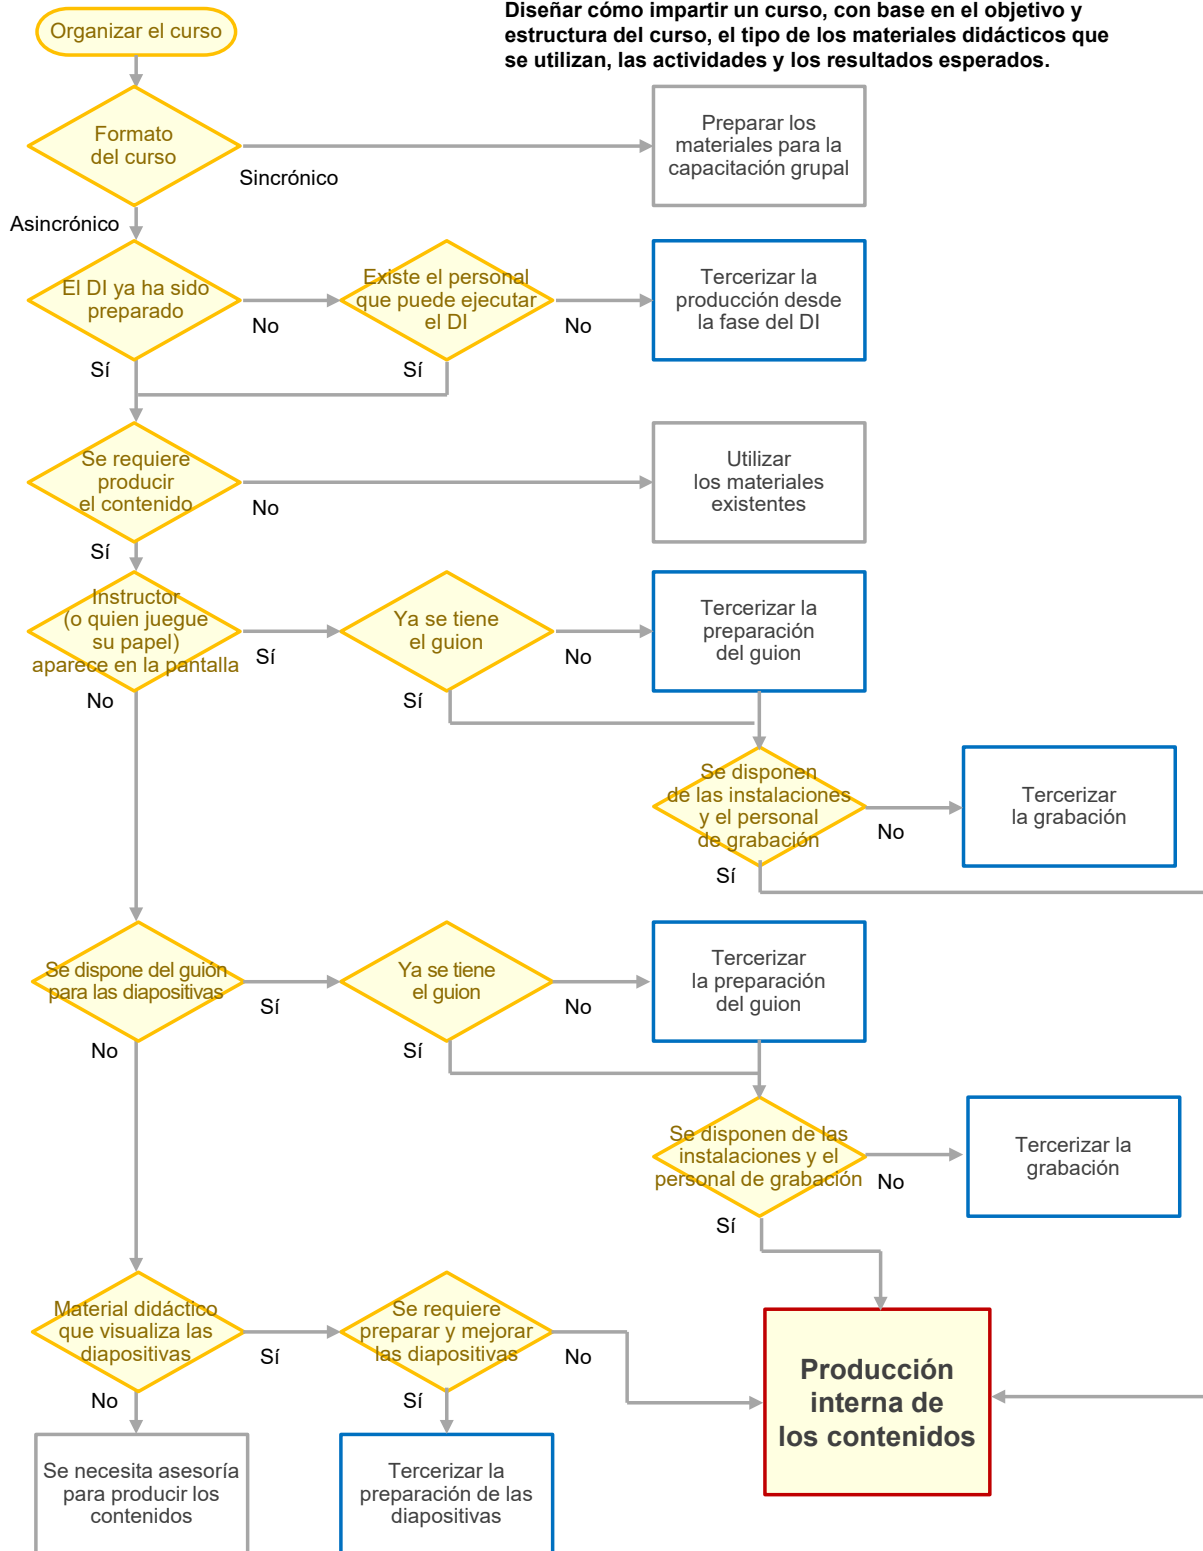 Diseñar cómo impartir un curso, con base en el objetivo y
estructura del curso, el tipo de los materiales didácticos que
se utilizan, las actividades y los resultados esperados.
Organizar el curso
Formato
del curso
Sincrónico
Preparar los
materiales para la
capacitación grupal
Asincrónico
El DI ya ha sido
preparado
No
Sí
Existe el personal
que puede ejecutar
el DI
No
Sí
Tercerizar la
producción desde
la fase del DI
Se requiere
producir
el contenido
No
Sí
Utilizar
los materiales
existentes
Instructor
(o quien juegue
su papel)
aparece en la pantalla
Sí
No
Ya se tiene
el guion
No
Sí
Tercerizar la
preparación
del guion
Se disponen
de las instalaciones
y el personal
de grabación
No
Sí
Tercerizar
la grabación
Se dispone del guión
para las diapositivas
Sí
No
Ya se tiene
el guion
No
Sí
Tercerizar
la preparación
del guion
Se disponen de las
instalaciones y el
personal de grabación
No
Sí
Tercerizar la
grabación
Material didáctico
que visualiza las
diapositivas
Sí
No
Se requiere
preparar y mejorar
las diapositivas
No
Sí
Producción
interna de
los contenidos
Se necesita asesoría
para producir los
contenidos
Tercerizar la
preparación de las
diapositivas